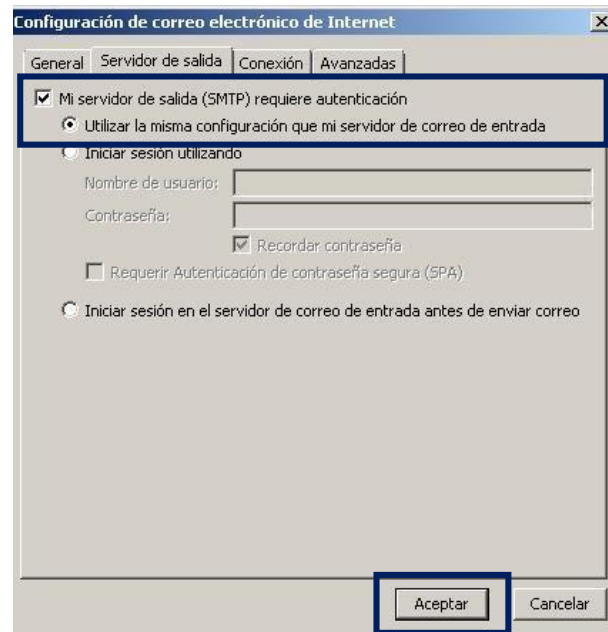 Configuración de correo electrónico de Internet
General Servidor de salida Conexión Avanzadas
Mi servidor de salida (SMTP) requiere autenticación
Utilizar la misma configuración que mi servidor de correo de entrada
Iniciar sesión utilizando
Nombre de usuario:
Contraseña:
Recordar contraseña
Requerir Autenticación de contraseña segura (SPA)
Iniciar sesión en el servidor de correo de entrada antes de enviar correo
Aceptar Cancelar